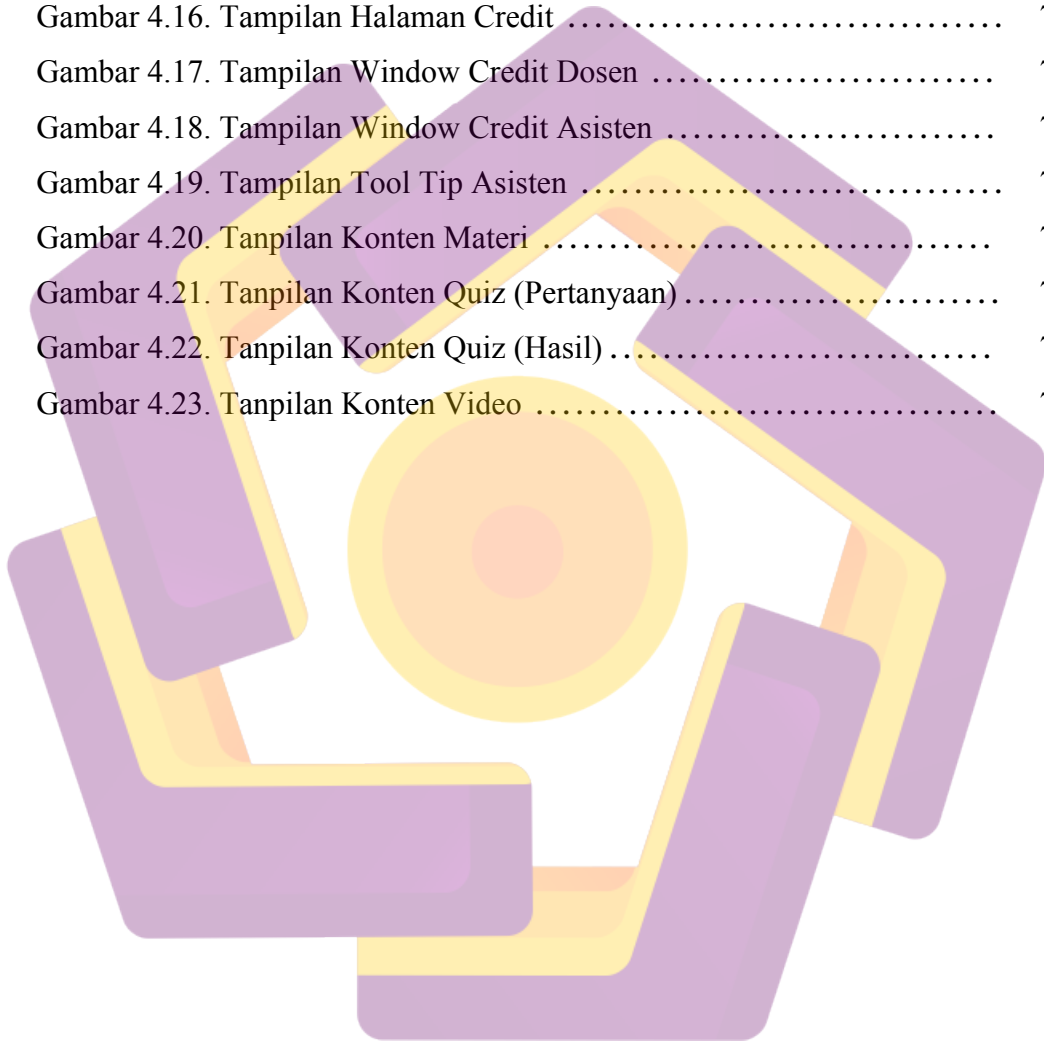 Gambar 4.16. Tampilan Halaman Credit ……………………………
Gambar 4.17. Tampilan Window Credit Dosen ………………………
Gambar 4.18. Tampilan Window Credit Asisten ……………………
Gambar 4.19. Tampilan Tool Tip Asisten ……………………………
Gambar 4.20. Tanpilan Konten Materi ………………………………
Gambar 4.21. Tanpilan Konten Quiz (Pertanyaan) ……………………
Gambar 4.22. Tanpilan Konten Quiz (Hasil) …………………………
Gambar 4.23. Tanpilan Konten Video ………………………………